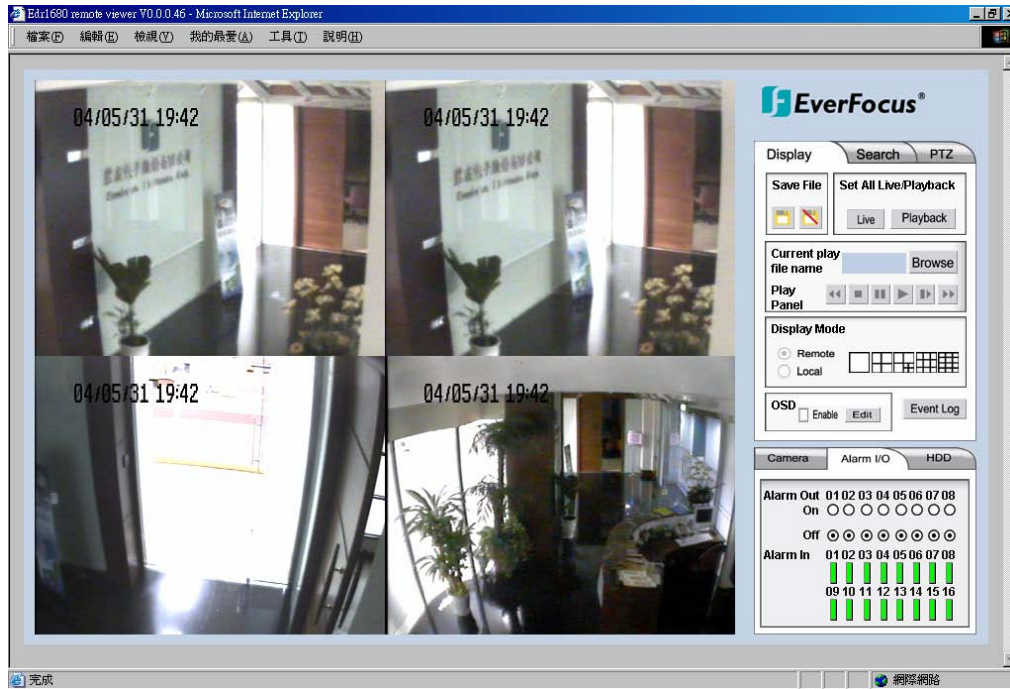 Edr1680 remote viewer V0.0.0.46 - Microsoft Internet Explorer
檔案(F) 編輯(E) 檢視(V) 我的最愛(A) 工具(T) 說明(H)
04/05/31 19:42
04/05/31 19:42
04/05/31 19:42
04/05/31 19:42
EverFocus®
Display Search PTZ
Save File
Set All Live/Playback
Live Playback
Current play
file name
Browse
Play
Panel
Display Mode
Remote
Local
OSD Enable Edit Event Log
Camera Alarm I/O HDD
Alarm Out 01 02 03 04 05 06 07 08
On
Off
Alarm In 01 02 03 04 05 06 07 08
09 10 11 12 13 14 15 16
完成
網際網路